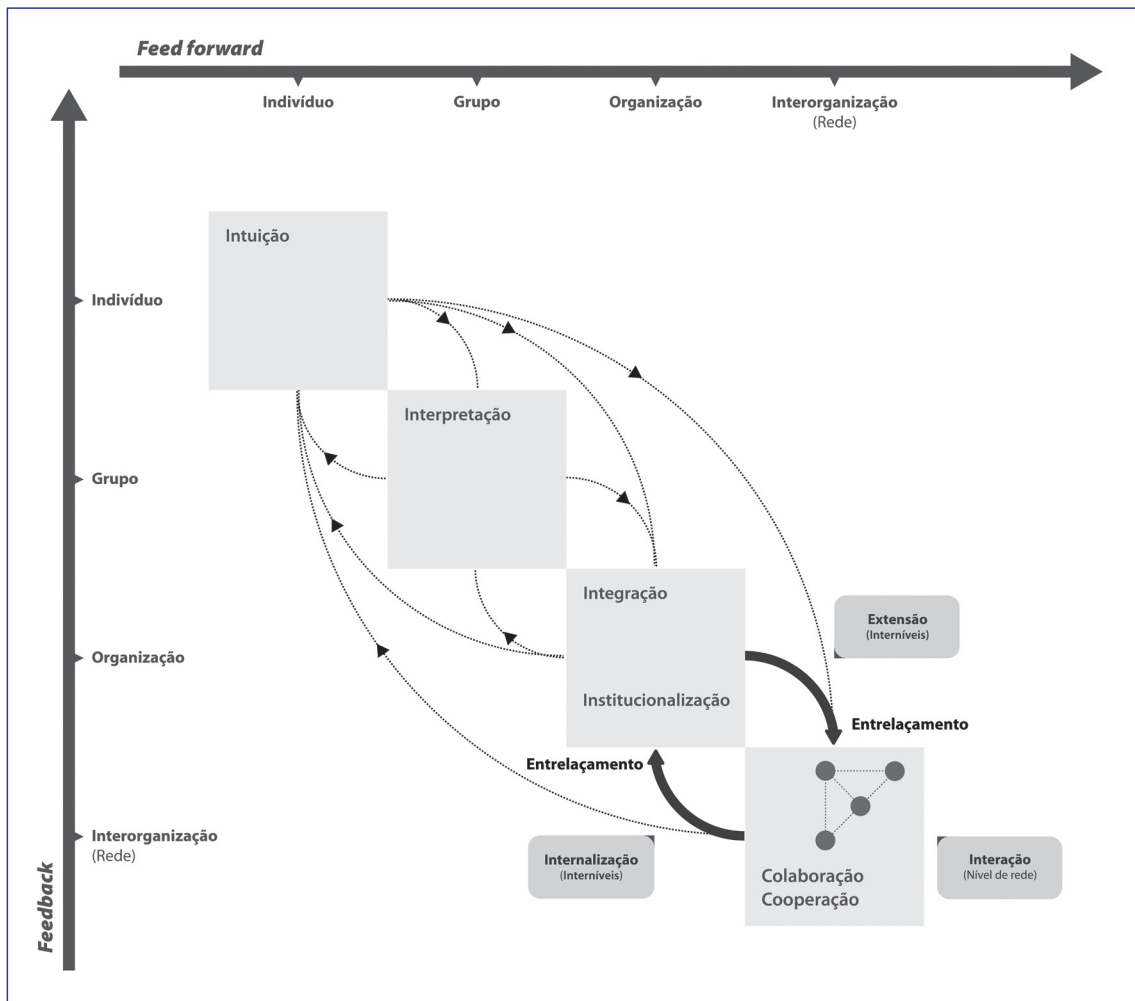 Feed forward
Indivíduo
Grupo
Organização
Interorganização
(Rede)
Intuição
Indivíduo
Interpretação
Grupo
Integração
Extensão
(Interníveis)
Organização
Institucionalização
Entrelaçamento
Entrelaçamento
Interorganização
(Rede)
Internalização
(Interníveis)
Interação
(Nível de rede)
Colaboração
Cooperação
Feedback